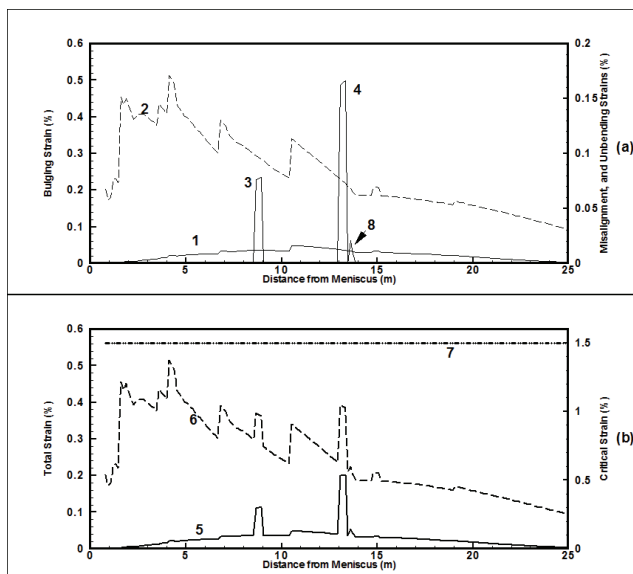 0.6 0.2
0.5
0.4 0.15
0.3 0.1
0.2 0.05
0.1
0 0
0 5 10 15 20 25
Bulging Strain (%)
Misalignment, and Unbending Strains (%)
(a)
2
4
3
8
1
Distance from Meniscus (m)
0.6
0.5 1.5
0.4
0.3 1
0.2
0.5
0.1
0 0
0 5 10 15 20 25
Total Strain (%)
Critical Strain (%)
(b)
7
6
5
Distance from Meniscus (m)